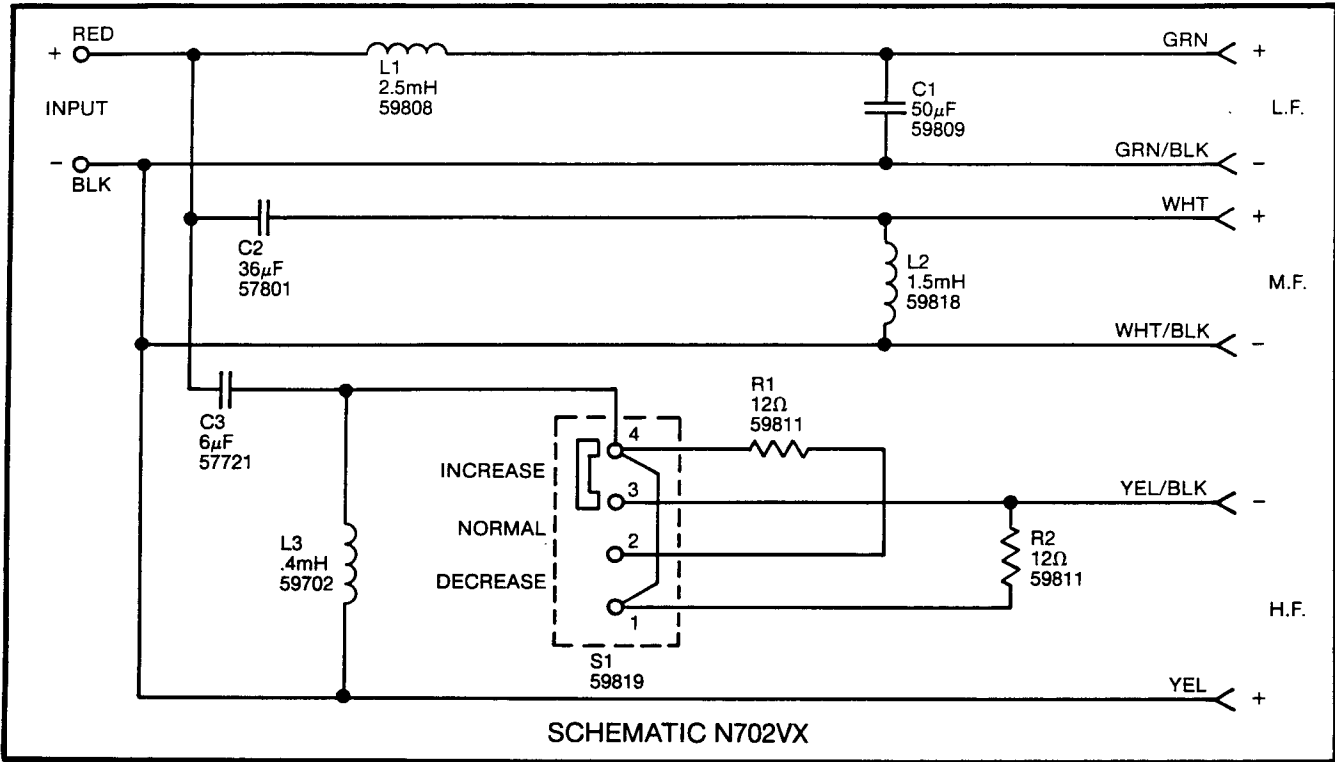 RED
+
GRN
+
L1
2.5mH
59808
C1
50µF
59809
INPUT
L.F.
−
BLK
GRN/BLK
−
WHT
+
C2
36µF
57801
L2
1.5mH
59818
M.F.
WHT/BLK
−
C3
6µF
57721
R1
12Ω
59811
4
INCREASE
3
YEL/BLK
−
NORMAL
2
R2
12Ω
59811
L3
.4mH
59702
DECREASE
1
H.F.
S1
59819
YEL
+
SCHEMATIC N702VX